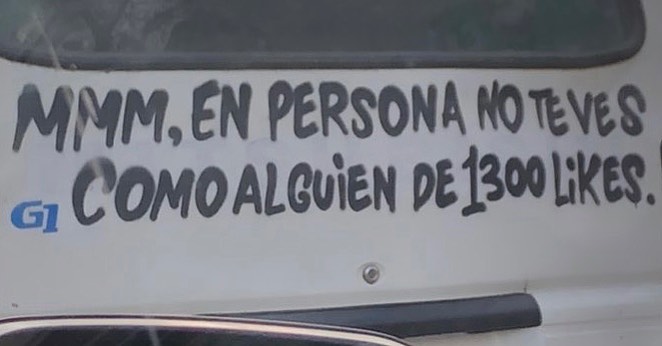 MMM, EN PERSONA NO TE VES
G1 COMO ALGUIEN DE 1300 LiKES.